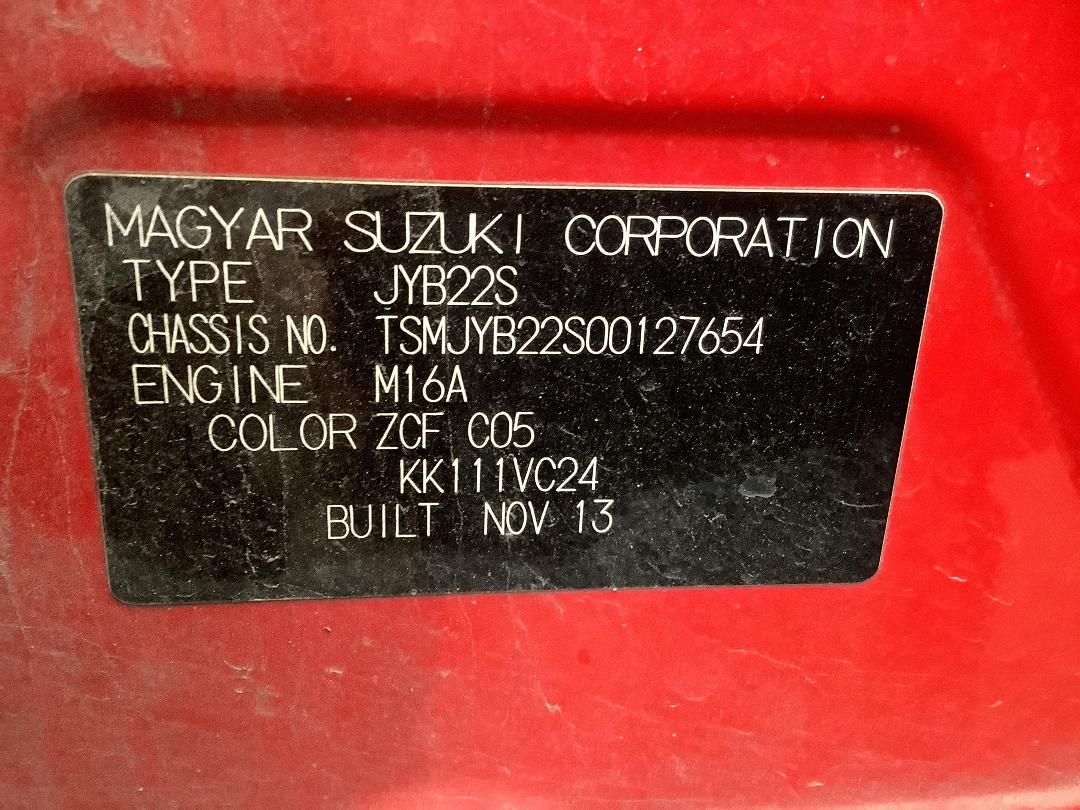 MAGYAR SUZUKI CORPORATION
TYPE JYB22S
CHASSIS NO. TSMJYB22S00127654
ENGINE M16A
COLOR ZCF C05
KK111VC24
BUILT NOV 13